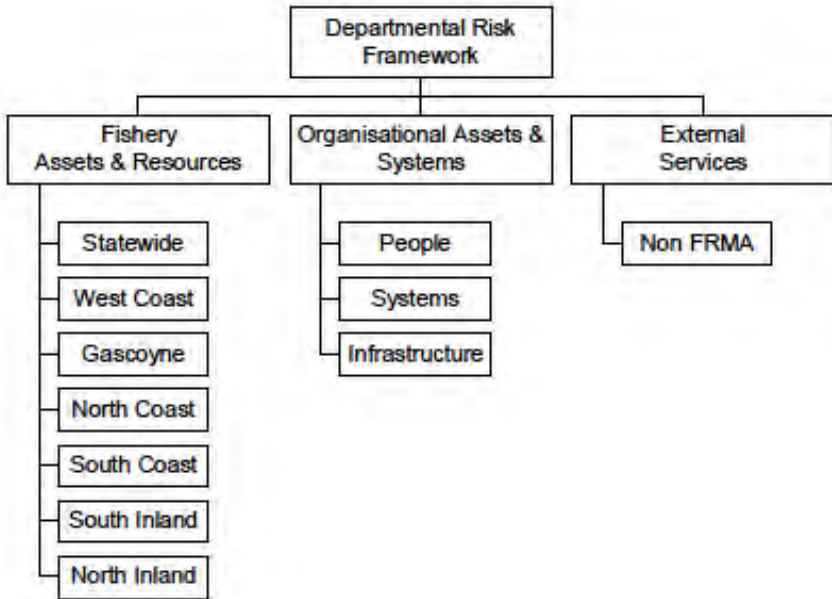 Departmental Risk
Framework
Fishery
Assets & Resources
Organisational Assets &
Systems
External
Services
Statewide
West Coast
Gascoyne
North Coast
South Coast
South Inland
North Inland
People
Systems
Infrastructure
Non FRMA